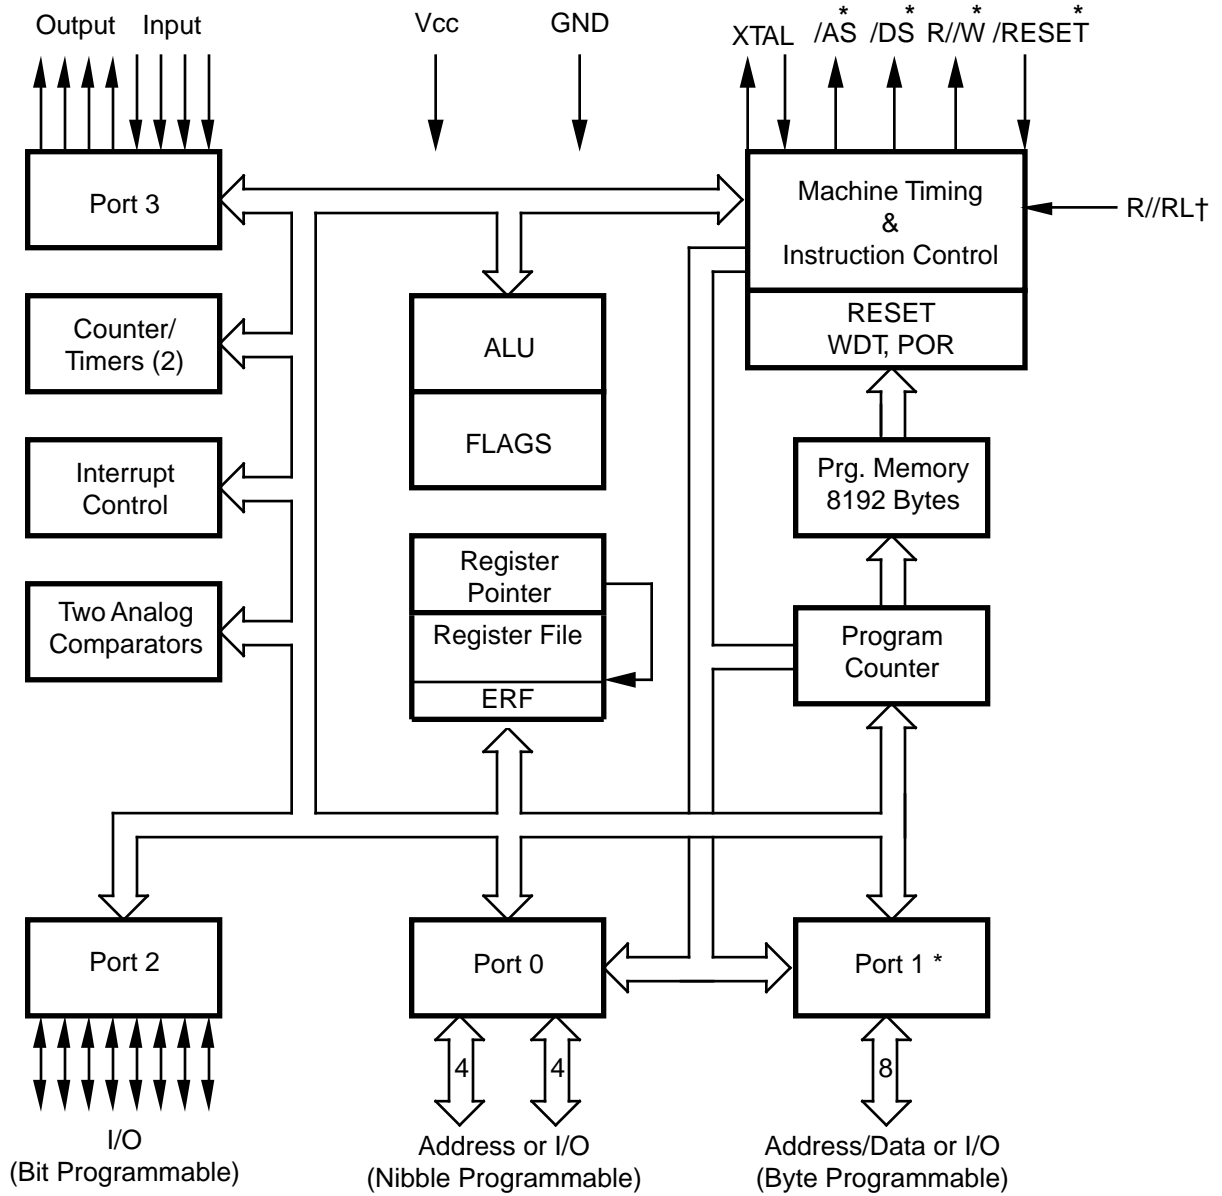 Output Input
Vcc
GND
XTAL /AS* /DS* R//W* /RESET*
Port 3
Machine Timing
&
Instruction Control
R//RL†
RESET
WDT, POR
Counter/
Timers (2)
ALU
FLAGS
Interrupt
Control
Prg. Memory
8192 Bytes
Register
Pointer
Two Analog
Comparators
Register File
ERF
Program
Counter
Port 2
Port 0
Port 1 *
4
4
8
I/O
(Bit Programmable)
Address or I/O
(Nibble Programmable)
Address/Data or I/O
(Byte Programmable)